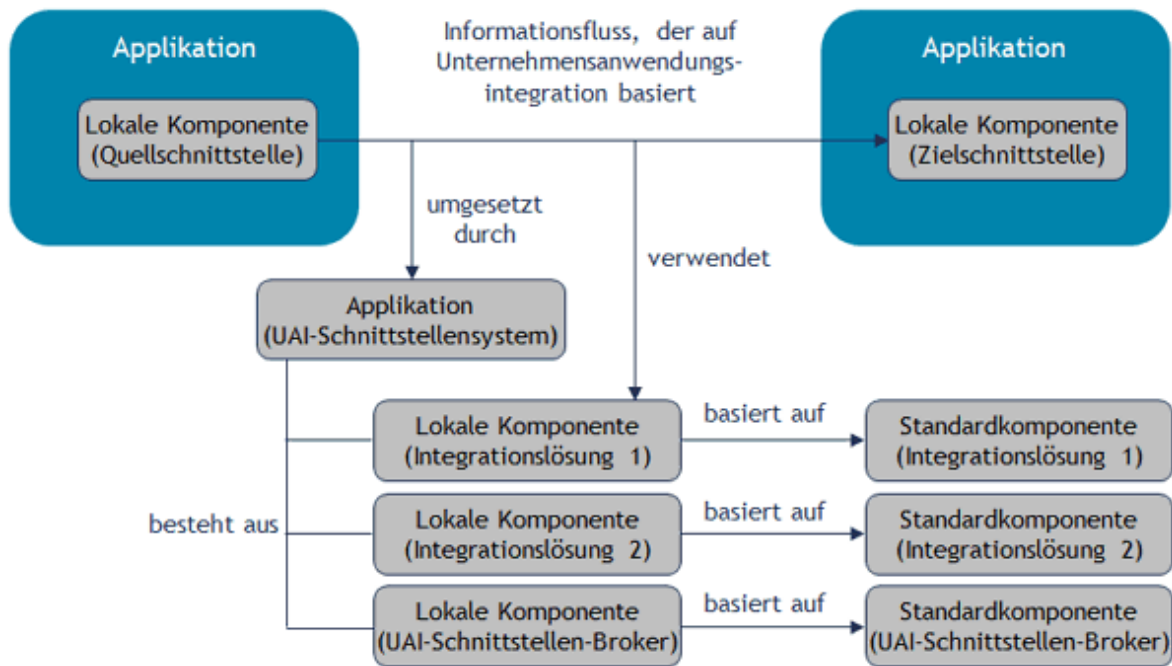 Applikation
Informationsfluss, der auf
Unternehmensanwendungs-
integration basiert
Applikation
Lokale Komponente
(Quellschnittstelle)
Lokale Komponente
(Zielschnittstelle)
umgesetzt
durch
verwendet
Applikation
(UAI-Schnittstellensystem)
Lokale Komponente
(Integrationslösung 1)
basiert auf
Standardkomponente
(Integrationslösung 1)
besteht aus
Lokale Komponente
(Integrationslösung 2)
basiert auf
Standardkomponente
(Integrationslösung 2)
Lokale Komponente
(UAI-Schnittstellen-Broker)
basiert auf
Standardkomponente
(UAI-Schnittstellen-Broker)